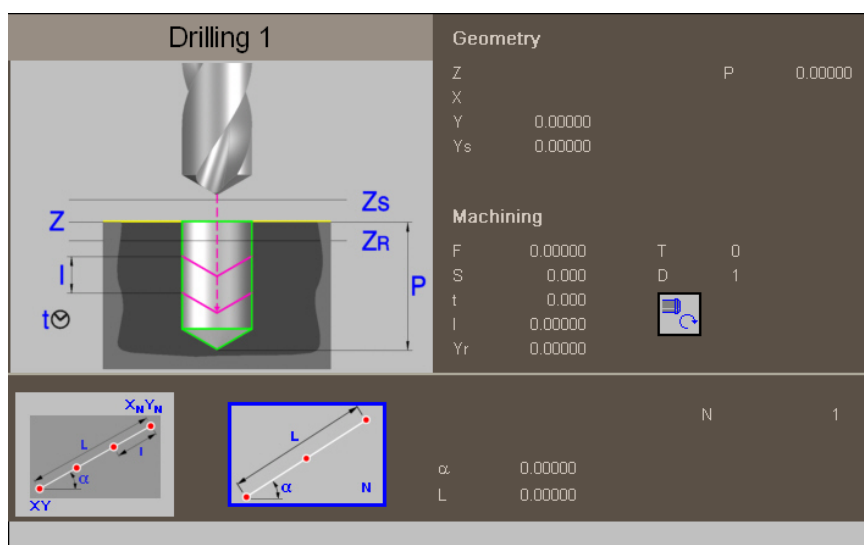 Drilling 1
Zs
Z
ZR
I
P
t
Geometry
Z P 0.00000
X
Y 0.00000
Ys 0.00000
Machining
F 0.00000 T 0
S 0.000 D 1
t 0.000
I 0.00000
Yr 0.00000
XNYN
L
I
α
XY
L
α
N
N 1
α 0.00000
L 0.00000